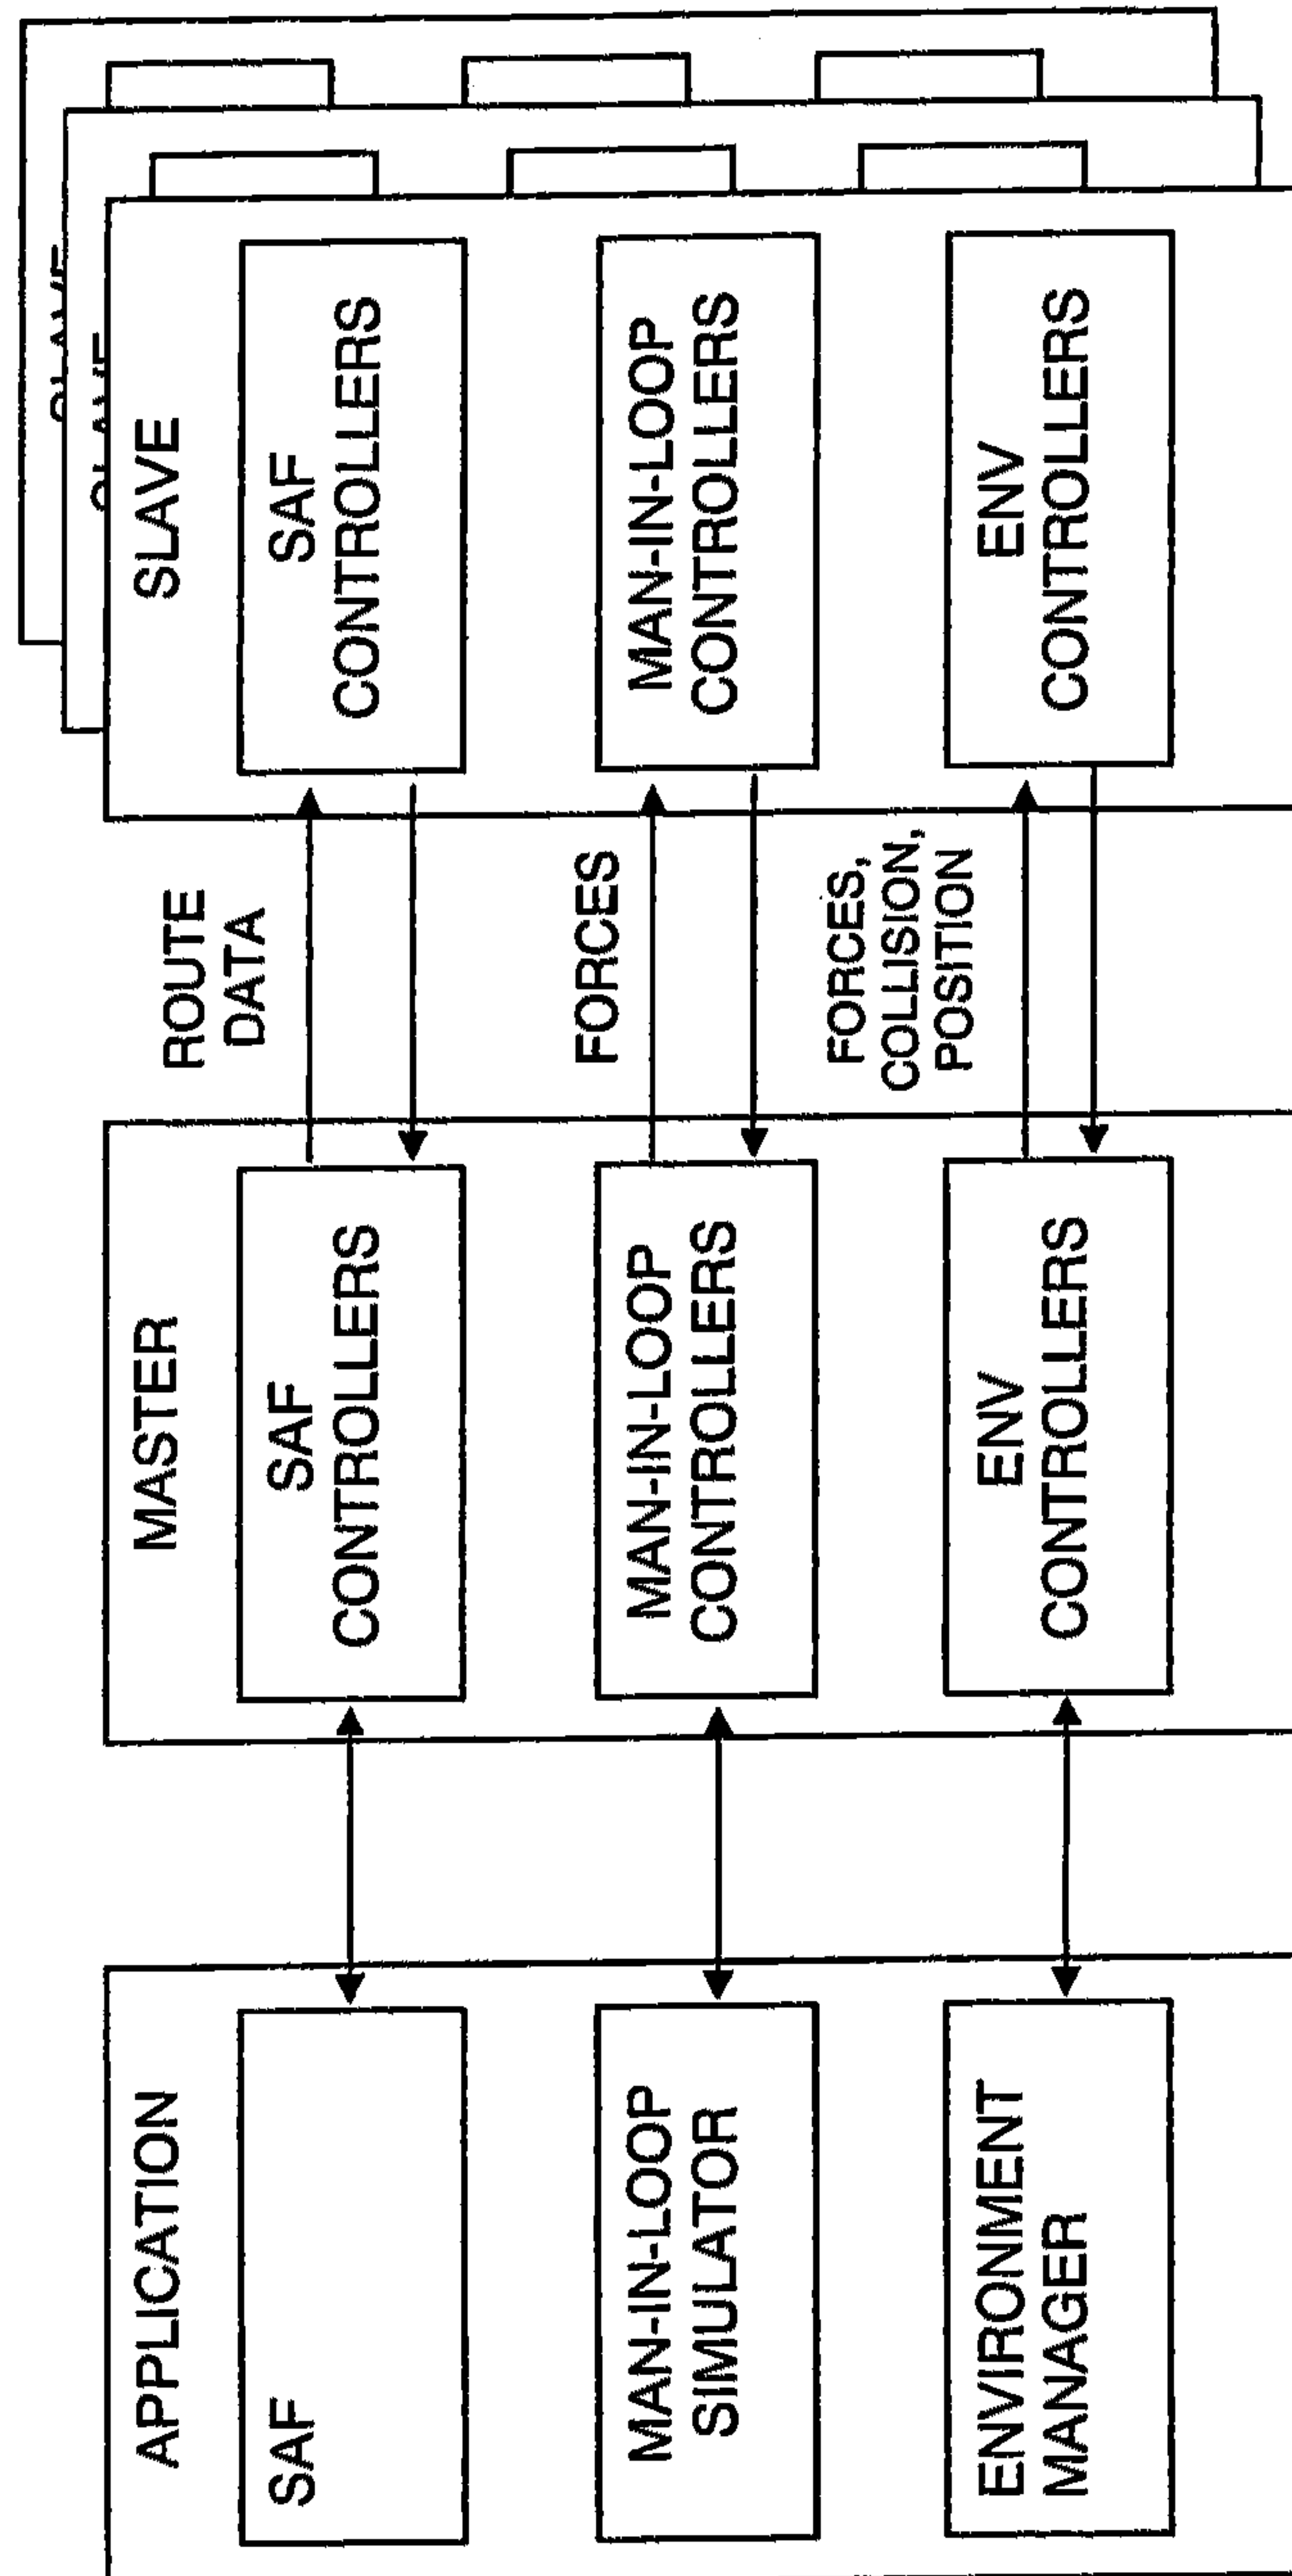 APPLICATION
SAF
MAN-IN-LOOP
SIMULATOR
ENVIRONMENT
MANAGER
MASTER
SAF
CONTROLLERS
MAN-IN-LOOP
CONTROLLERS
ENV
CONTROLLERS
ROUTE
DATA
FORCES
FORCES,
COLLISION,
POSITION
SLAVE
SAF
CONTROLLERS
MAN-IN-LOOP
CONTROLLERS
ENV
CONTROLLERS